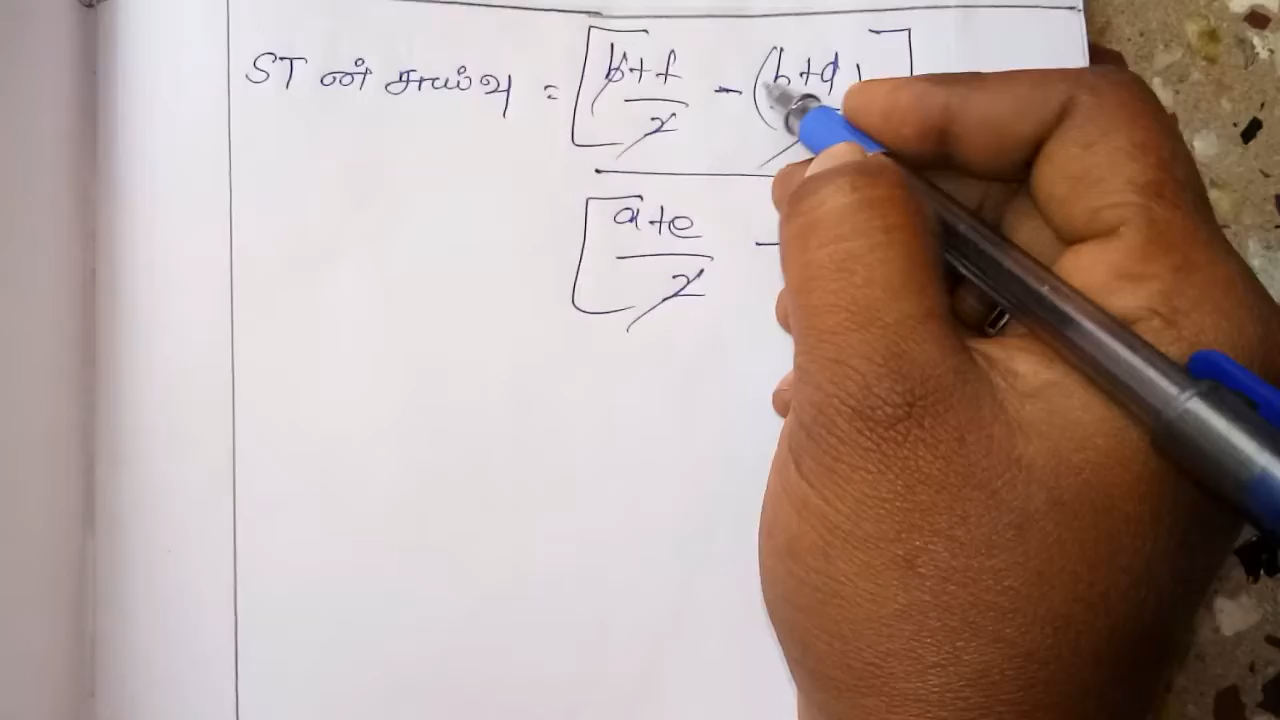 ST ன் சாய்வு = [b+f/2 - (b+d)
[a+e/2 -